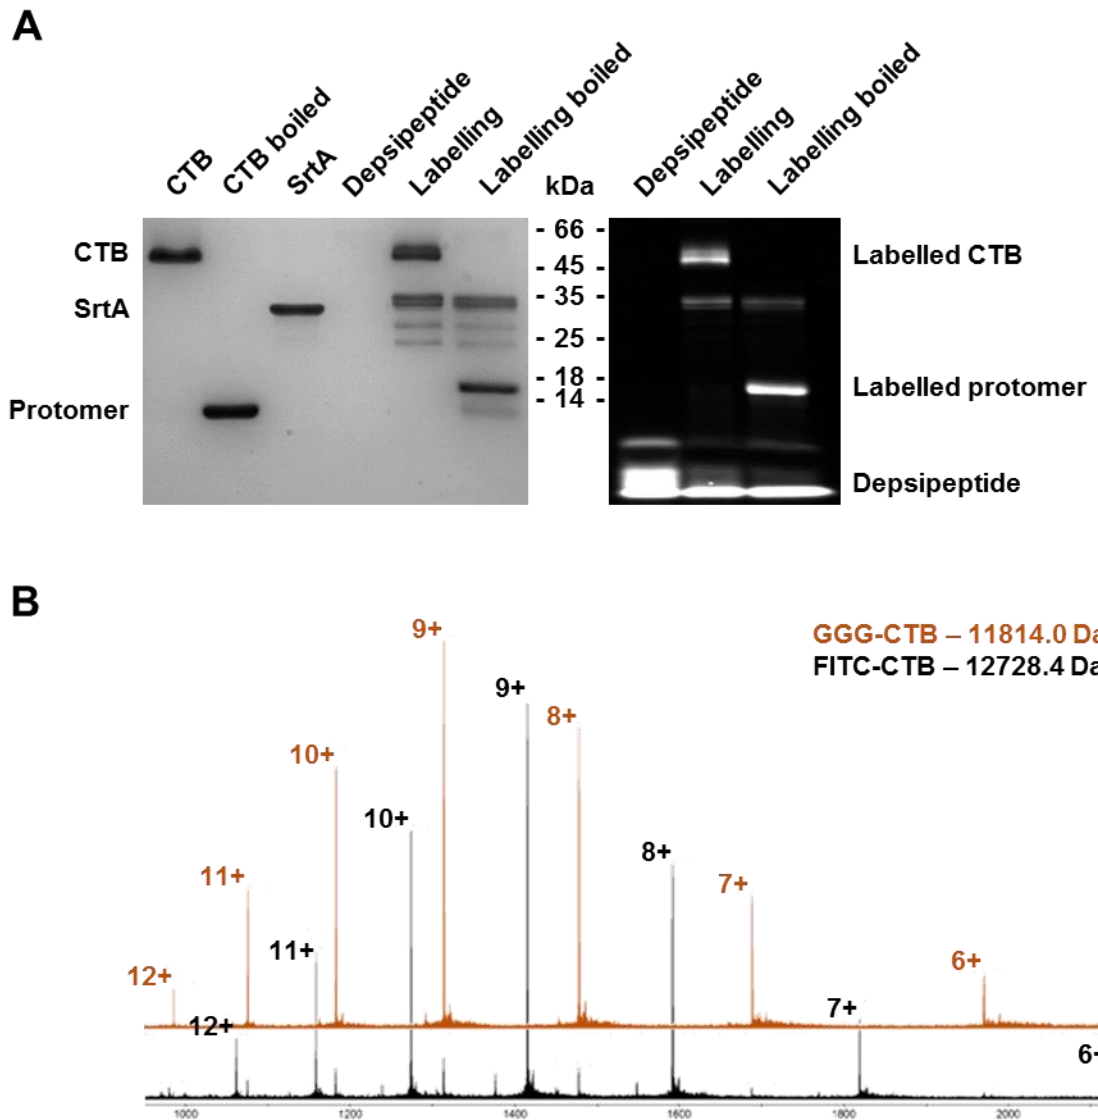 A
CTB
CTB boiled
SrtA
Depsipeptide
Labelling
Labelling boiled
kDa
Depsipeptide
Labelling
Labelling boiled
CTB
SrtA
Protomer
- 66 -
- 45 -
- 35 -
- 25 -
- 18 -
- 14 -
Labelled CTB
Labelled protomer
Depsipeptide
B
GGG-CTB – 11814.0 Da
FITC-CTB – 12728.4 Da
9+
9+
8+
10+
10+
8+
11+
7+
11+
12+
6+
12+
7+
6+
1000 1200 1400 1600 1800 2000